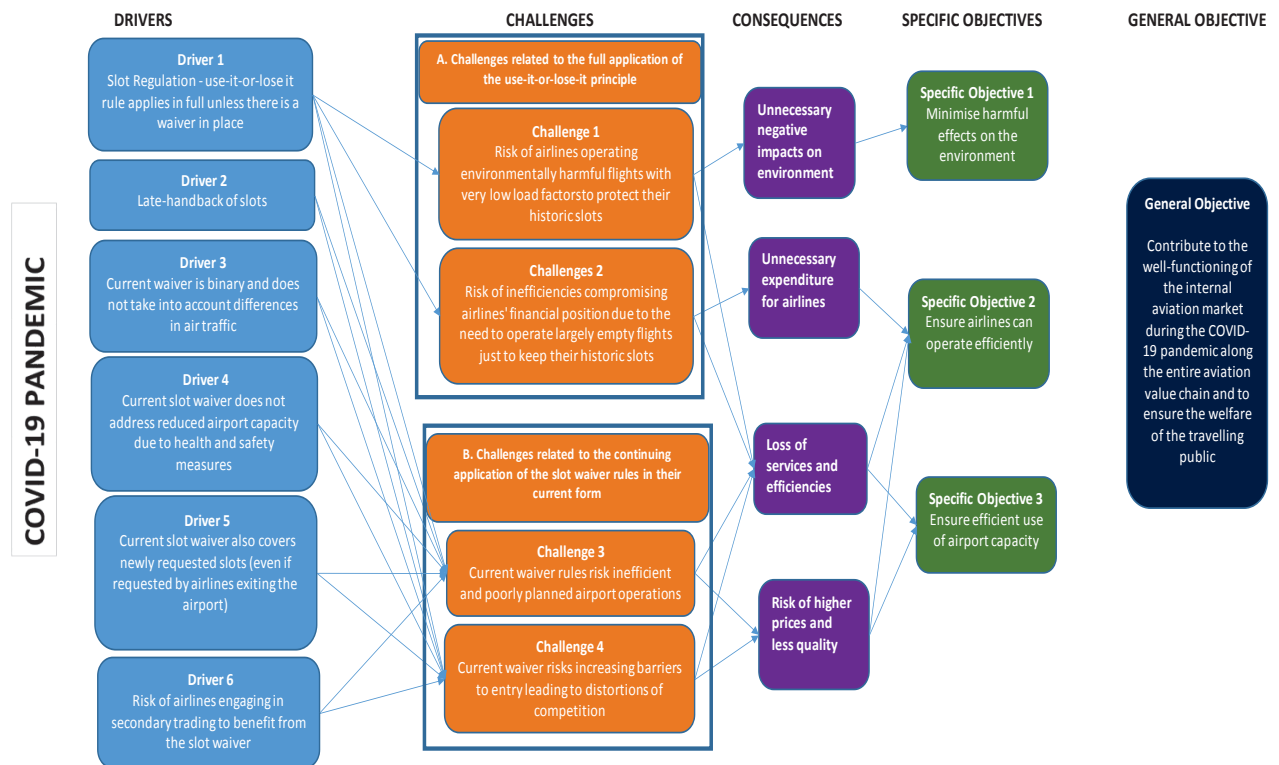 DRIVERS
CHALLENGES
CONSEQUENCES
SPECIFIC OBJECTIVES
GENERAL OBJECTIVE
COVID-19 PANDEMIC
Driver 1
Slot Regulation - use-it-or-lose it
rule applies in full unless there is a
waiver in place
Driver 2
Late-handback of slots
Driver 3
Current waiver is binary and does
not take into account differences
in air traffic
Driver 4
Current slot waiver does not
address reduced airport capacity
due to health and safety
measures
Driver 5
Current slot waiver also covers
newly requested slots (even if
requested by airlines exiting the
airport)
Driver 6
Risk of airlines engaging in
secondary trading to benefit from
the slot waiver
A. Challenges related to the full application of
the use-it-or-lose-it principle
Challenge 1
Risk of airlines operating
environmentally harmful flights with
very low load factorsto protect their
historic slots
Challenges 2
Risk of inefficiencies compromising
airlines' financial position due to the
need to operate largely empty flights
just to keep their historic slots
B. Challenges related to the continuing
application of the slot waiver rules in their
current form
Challenge 3
Current waiver rules risk inefficient
and poorly planned airport operations
Challenge 4
Current waiver risks increasing barriers
to entry leading to distortions of
competition
Unnecessary
negative
impacts on
environment
Unnecessary
expenditure
for airlines
Loss of
services and
efficiencies
Risk of higher
prices and
less quality
Specific Objective 1
Minimise harmful
effects on the
environment
Specific Objective 2
Ensure airlines can
operate efficiently
Specific Objective 3
Ensure efficient use
of airport capacity
General Objective
Contribute to the
well-functioning of
the internal
aviation market
during the COVID-
19 pandemic along
the entire aviation
value chain and to
ensure the welfare
of the travelling
public